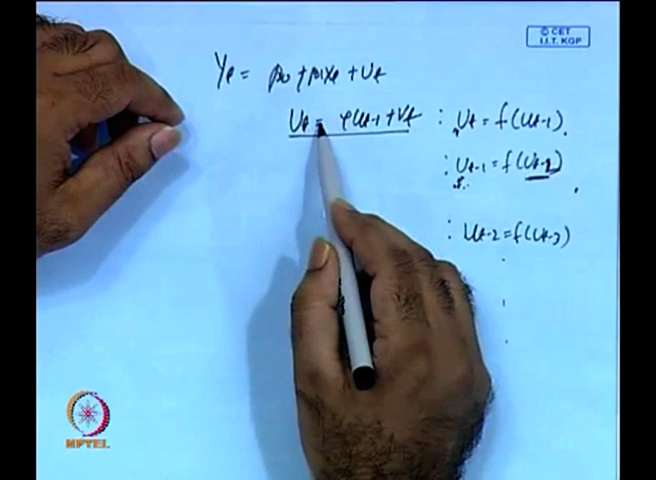 © CET
I.I.T. KGP
Yt = β0 + β1Xt + Ut
Ut = ρUt-1 + Vt : Ut = f(Ut-1).
: Ut-1 = f(Ut-2)
: Ut-2 = f(Ut-3)
NPTEL